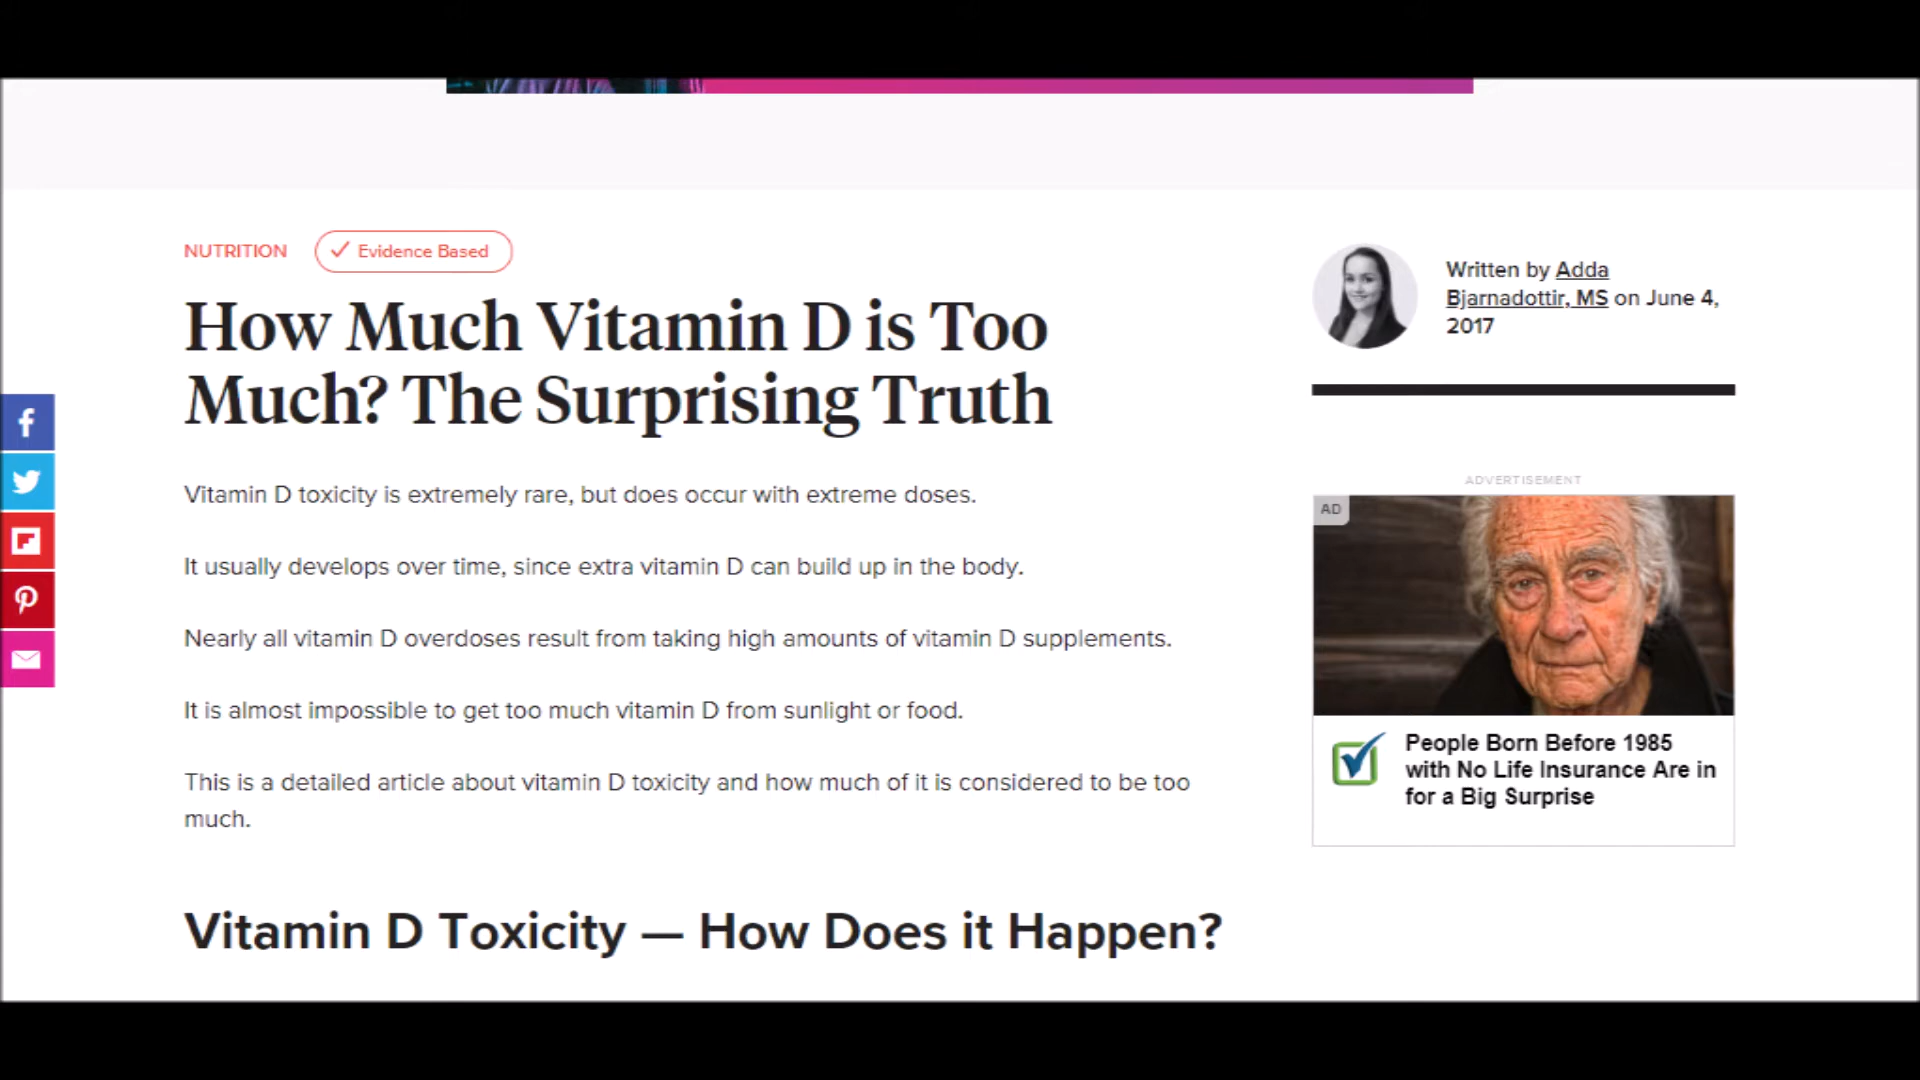 NUTRITION
Evidence Based
How Much Vitamin D is Too
Much? The Surprising Truth
Vitamin D toxicity is extremely rare, but does occur with extreme doses.
It usually develops over time, since extra vitamin D can build up in the body.
Nearly all vitamin D overdoses result from taking high amounts of vitamin D supplements.
It is almost impossible to get too much vitamin D from sunlight or food.
This is a detailed article about vitamin D toxicity and how much of it is considered to be too
much.
Vitamin D Toxicity — How Does it Happen?
Written by Adda
Bjarnadottir, MS on June 4,
2017
ADVERTISEMENT
AD
People Born Before 1985
with No Life Insurance Are in
for a Big Surprise